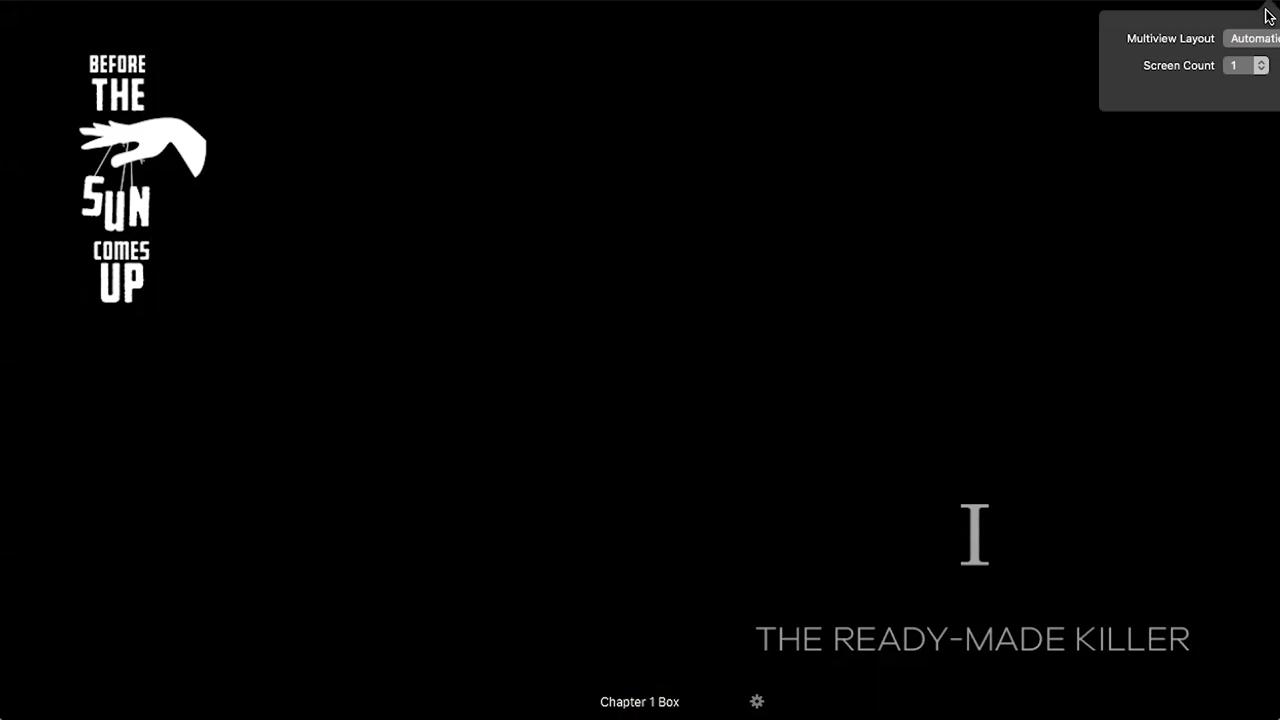 Multiview Layout
Screen Count 1
BEFORE
THE
SUN
COMES
UP
I
THE READY-MADE KILLER
Chapter 1 Box